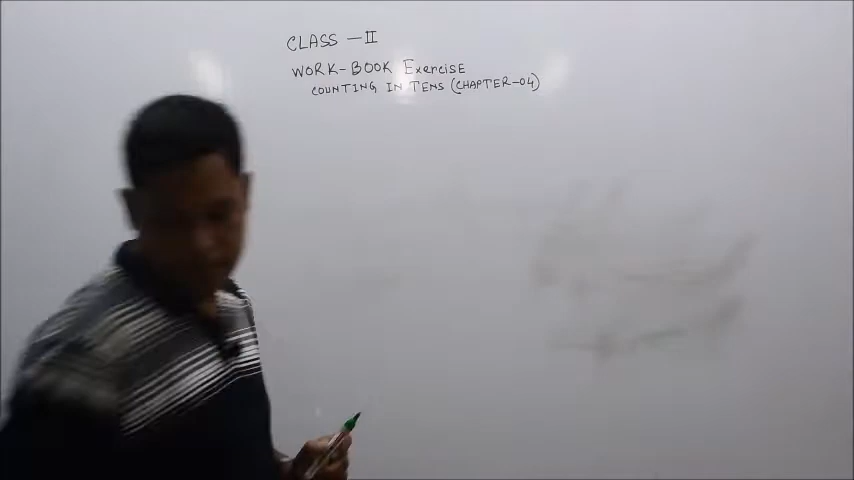 CLASS - II
WORK-BOOK Exercise
COUNTING IN TENS (CHAPTER-04)